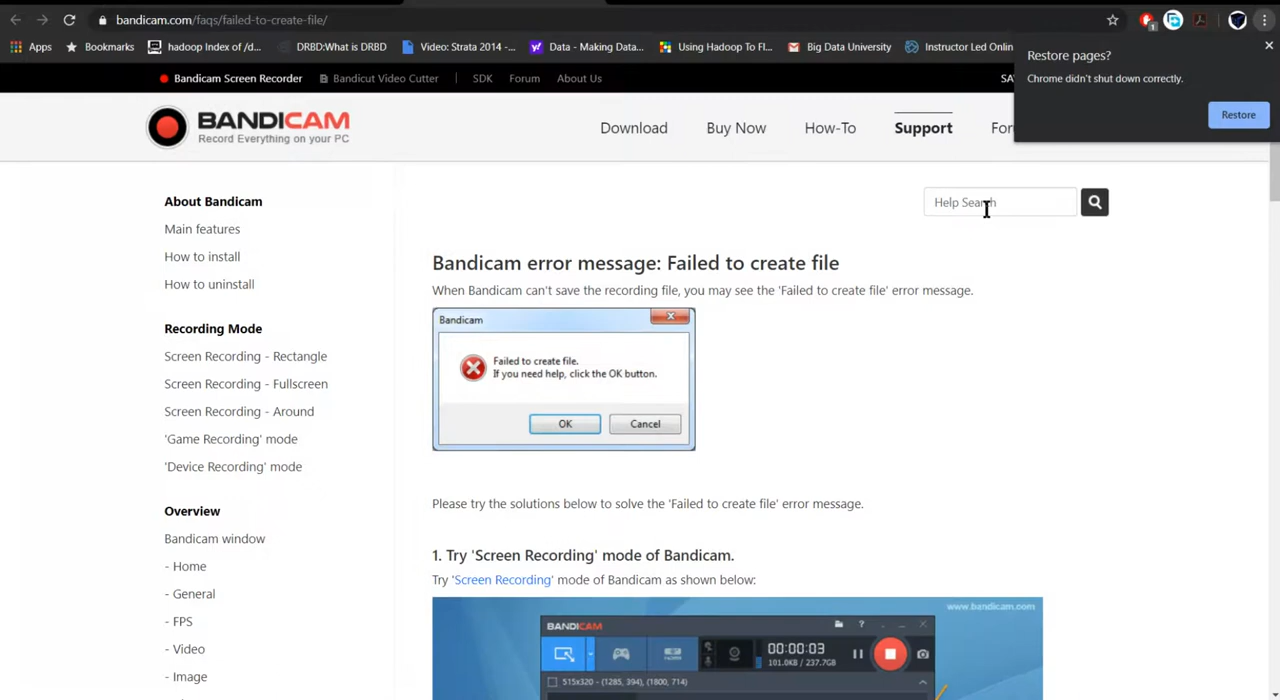 bandicam.com/faqs/failed-to-create-file/
1
Apps
Bookmarks
hadoop Index of /d...
DRBD:What is DRBD
Video: Strata 2014 -...
Data - Making Data...
Using Hadoop To Fl...
Big Data University
Instructor Led Onlin
Restore pages?
Chrome didn't shut down correctly.
Restore
Bandicam Screen Recorder
Bandicut Video Cutter
SDK
Forum
About Us
BANDICAM
Record Everything on your PC
Download
Buy Now
How-To
Support
Help Search
About Bandicam
Main features
How to install
How to uninstall
Recording Mode
Screen Recording - Rectangle
Screen Recording - Fullscreen
Screen Recording - Around
'Game Recording' mode
'Device Recording' mode
Overview
Bandicam window
- Home
- General
- FPS
- Video
- Image
Bandicam error message: Failed to create file
When Bandicam can't save the recording file, you may see the 'Failed to create file' error message.
Bandicam
Failed to create file.
If you need help, click the OK button.
OK
Cancel
Please try the solutions below to solve the 'Failed to create file' error message.
1. Try 'Screen Recording' mode of Bandicam.
Try 'Screen Recording' mode of Bandicam as shown below:
www.bandicam.com
BANDICAM
00:00:03
101.0KB / 237.7GB
515x320 - (1285, 394), (1800, 714)